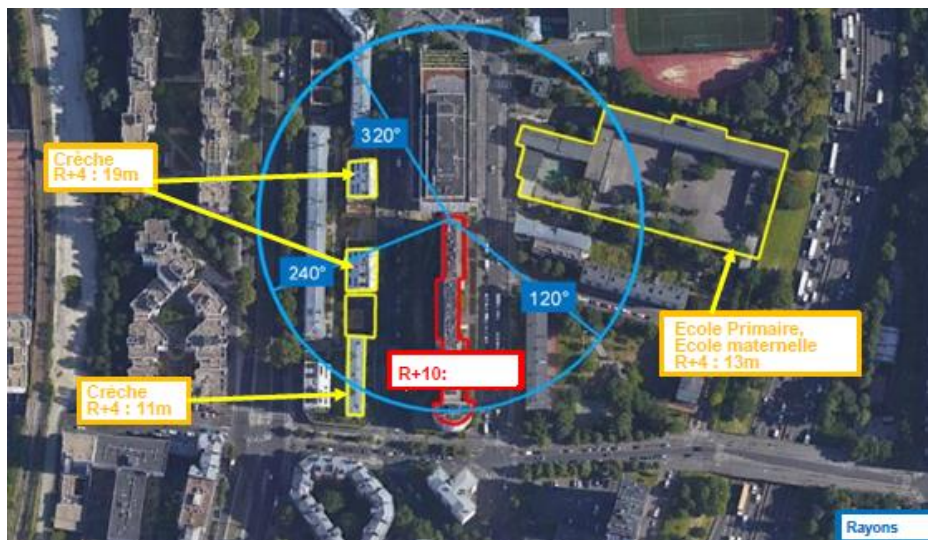 320°
Crèche
R+4 : 19m
240°
120°
Ecole Primaire,
Ecole maternelle
R+4 : 13m
R+10:
Crèche
R+4 : 11m
Rayons